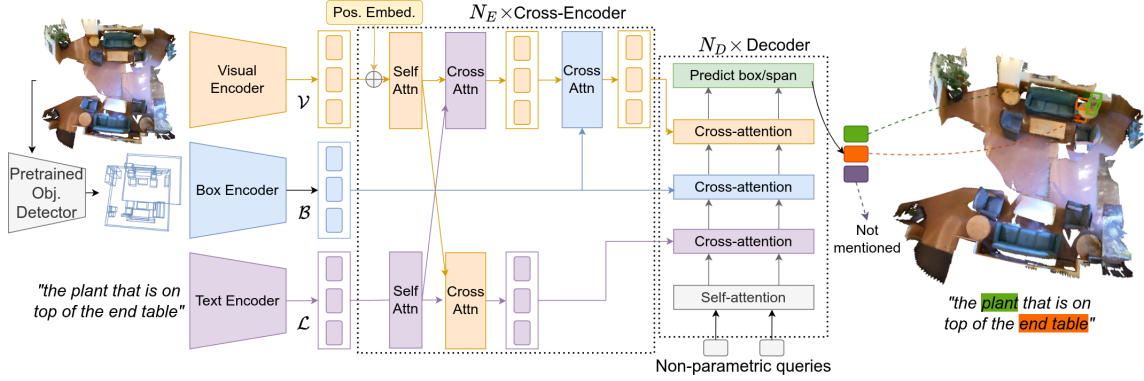 Pos. Embed.
N_E × Cross-Encoder
N_D × Decoder
Visual
Encoder
𝒱
Self
Attn
Cross
Attn
Cross
Attn
Predict box/span
Cross-attention
Pretrained
Obj.
Detector
Box Encoder
ℬ
Cross-attention
Not
mentioned
Cross-attention
"the plant that is on
top of the end table"
Text Encoder
ℒ
Self
Attn
Cross
Attn
Self-attention
"the plant that is on
top of the end table"
Non-parametric queries